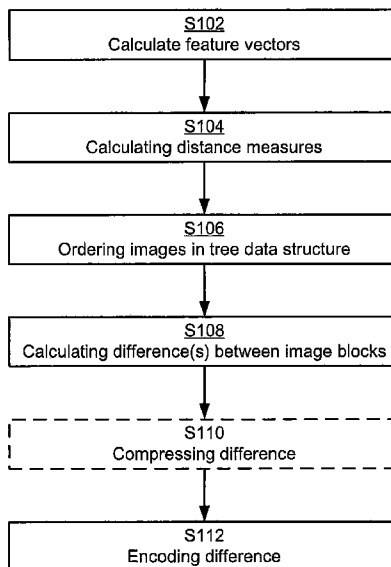 S102
Calculate feature vectors
S104
Calculating distance measures
S106
Ordering images in tree data structure
S108
Calculating difference(s) between image blocks
S110
Compressing difference
S112
Encoding difference